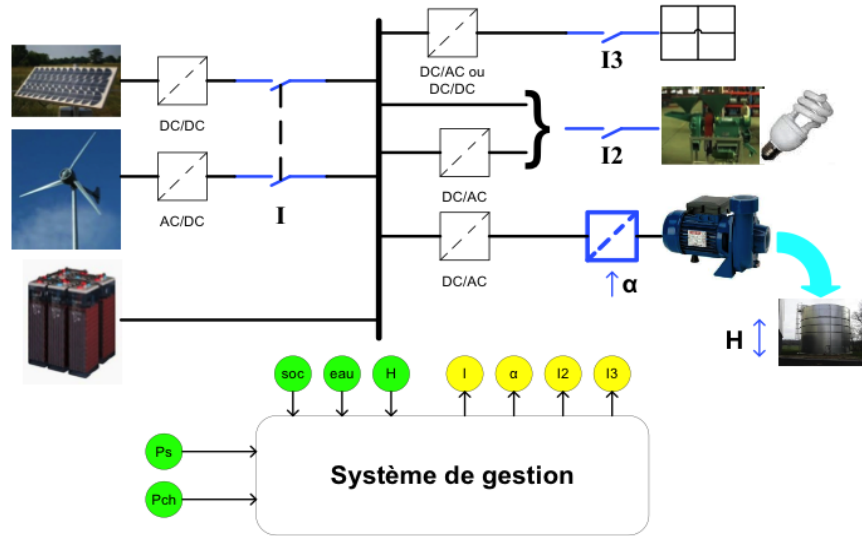 DC/AC ou
DC/DC
I3
DC/DC
I2
DC/AC
AC/DC
I
DC/AC
α
H
soc
eau
H
I
α
I2
I3
Ps
Pch
Système de gestion